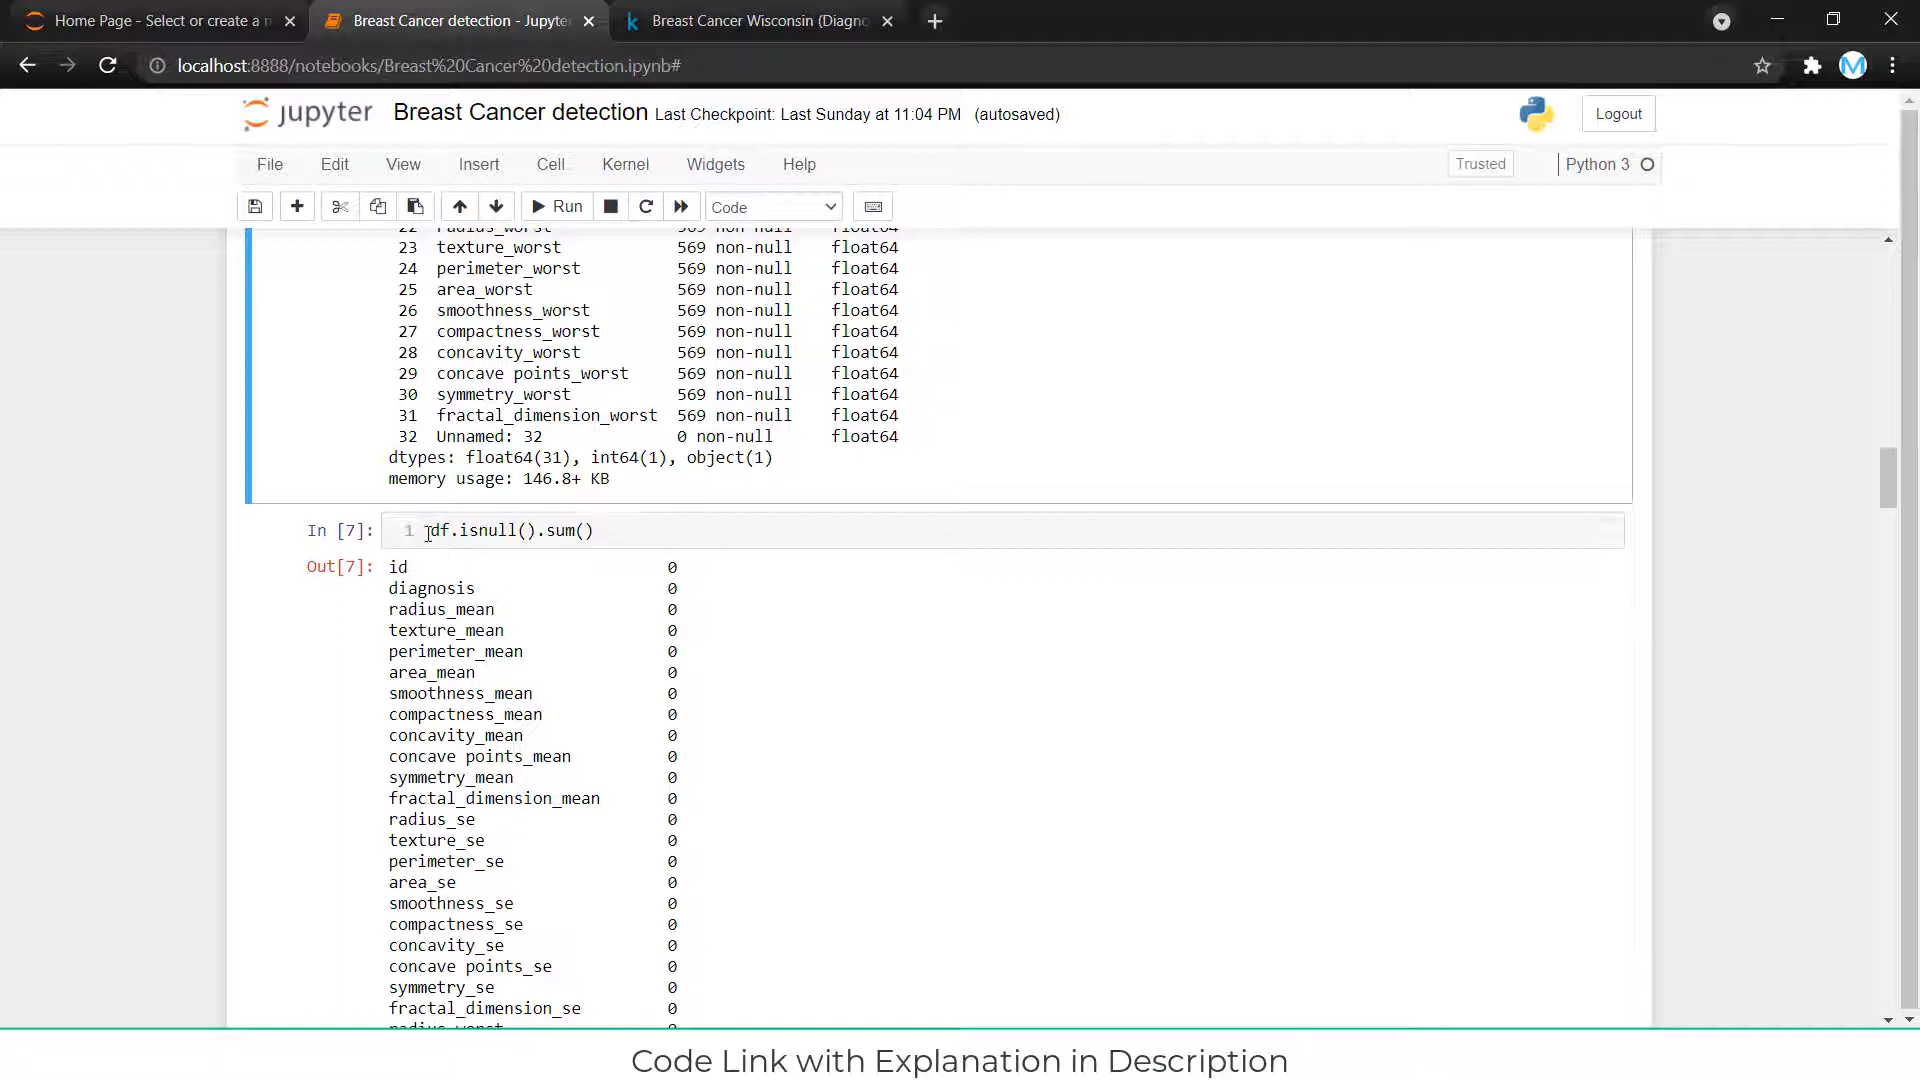 Home Page - Select or create a n
Breast Cancer detection - Jupyte
Breast Cancer Wisconsin (Diagno
localhost:8888/notebooks/Breast%20Cancer%20detection.ipynb#
jupyter Breast Cancer detection Last Checkpoint: Last Sunday at 11:04 PM (autosaved)
Logout
File Edit View Insert Cell Kernel Widgets Help
Trusted
Python 3
Run
Code
22 radius_worst 569 non-null float64
23 texture_worst 569 non-null float64
24 perimeter_worst 569 non-null float64
25 area_worst 569 non-null float64
26 smoothness_worst 569 non-null float64
27 compactness_worst 569 non-null float64
28 concavity_worst 569 non-null float64
29 concave points_worst 569 non-null float64
30 symmetry_worst 569 non-null float64
31 fractal_dimension_worst 569 non-null float64
32 Unnamed: 32 0 non-null float64
dtypes: float64(31), int64(1), object(1)
memory usage: 146.8+ KB
In [7]: 1 df.isnull().sum()
Out[7]: id 0
diagnosis 0
radius_mean 0
texture_mean 0
perimeter_mean 0
area_mean 0
smoothness_mean 0
compactness_mean 0
concavity_mean 0
concave points_mean 0
symmetry_mean 0
fractal_dimension_mean 0
radius_se 0
texture_se 0
perimeter_se 0
area_se 0
smoothness_se 0
compactness_se 0
concavity_se 0
concave points_se 0
symmetry_se 0
fractal_dimension_se 0
radius_worst 0
Code Link with Explanation in Description